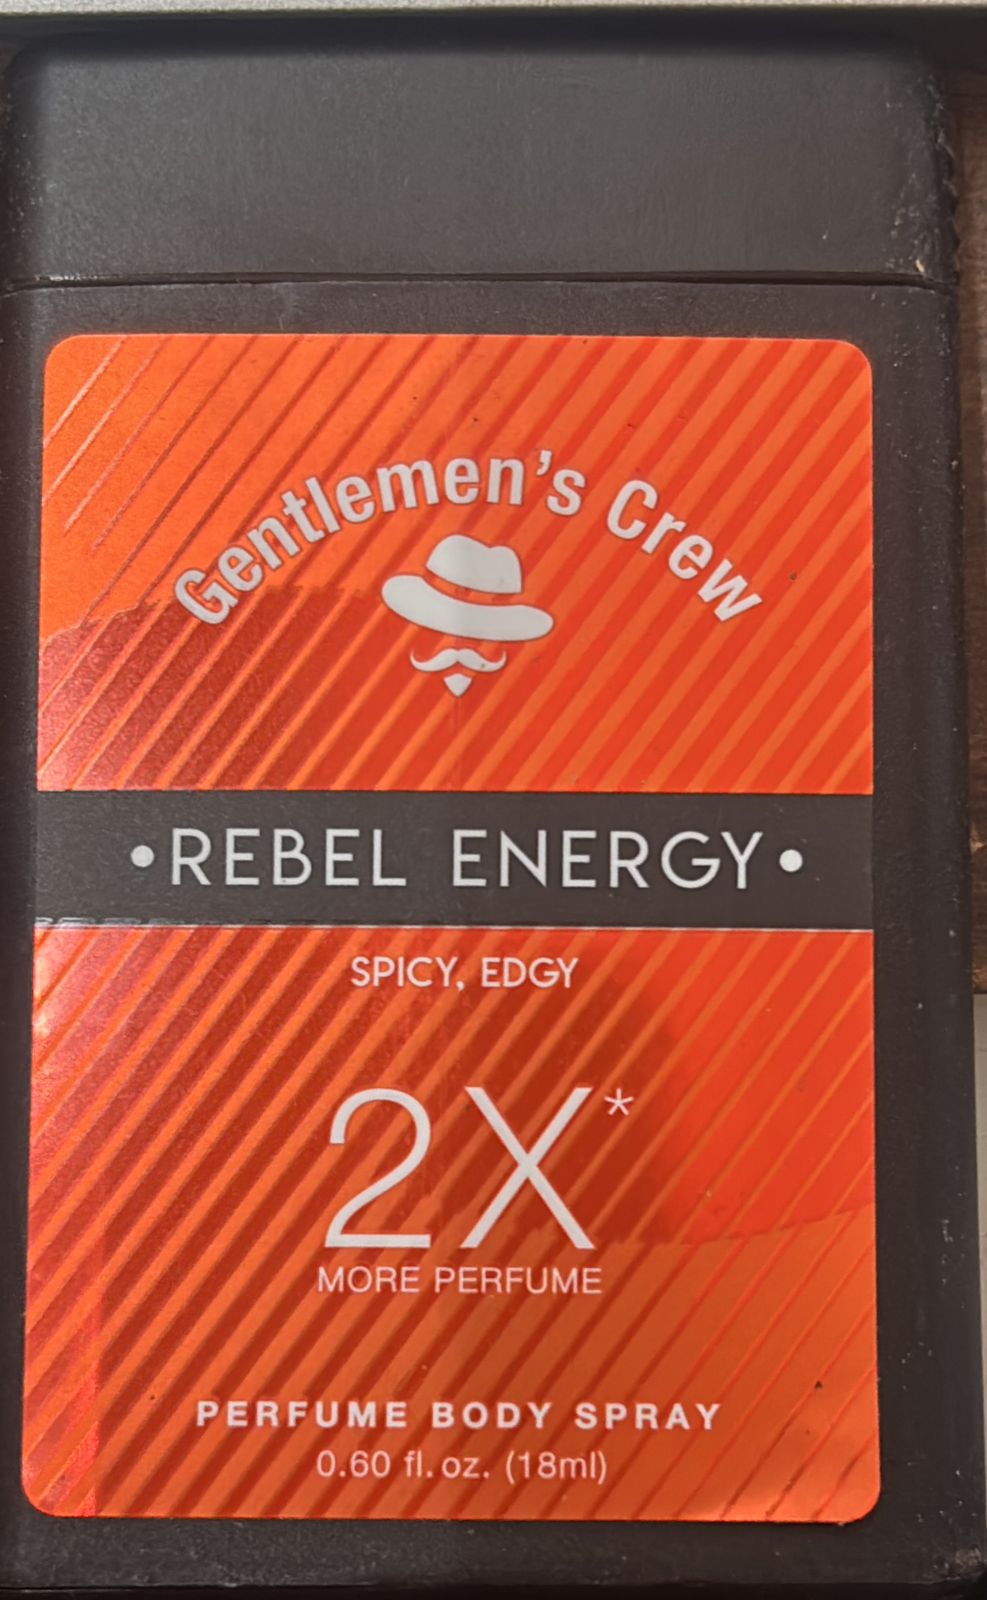 Gentlemen's Crew
•REBEL ENERGY•
SPICY, EDGY
2X*
MORE PERFUME
PERFUME BODY SPRAY
0.60 fl. oz. (18ml)